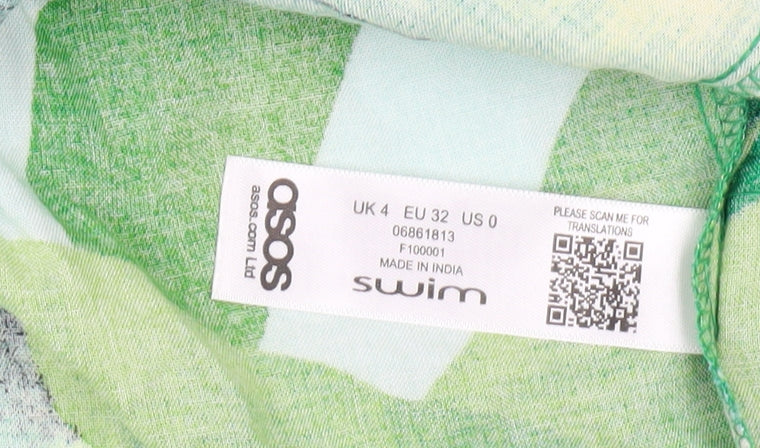 asos
asos.com Ltd
UK 4 EU 32 US 0
06861813
F100001
MADE IN INDIA
swim
PLEASE SCAN ME FOR
TRANSLATIONS